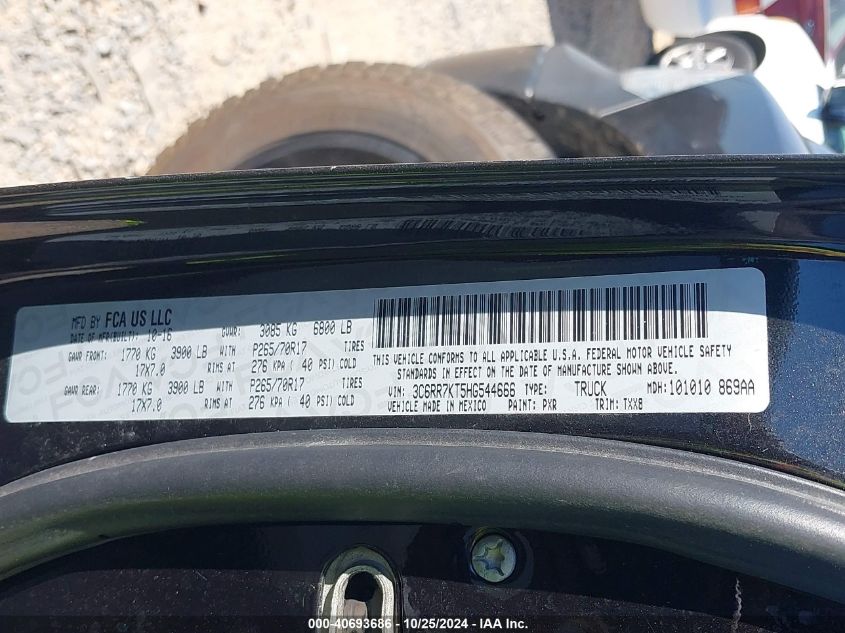 MFD BY FCA US LLC
DATE OF MFR(BUILT): 10-16 GVWR: 3085 KG 6800 LB
GAWR FRONT: 1770 KG 3900 LB WITH P265/70R17 TIRES
17X7.0 RIMS AT 276 KPA ( 40 PSI) COLD
GAWR REAR: 1770 KG 3900 LB WITH P265/70R17 TIRES
17X7.0 RIMS AT 276 KPA ( 40 PSI) COLD
THIS VEHICLE CONFORMS TO ALL APPLICABLE U.S.A. FEDERAL MOTOR VEHICLE SAFETY
STANDARDS IN EFFECT ON THE DATE OF MANUFACTURE SHOWN ABOVE.
VIN: 3C6RR7KT5HG544666 TYPE: TRUCK MDH:101010 869AA
VEHICLE MADE IN MEXICO PAINT: PXR TRIM: TXX8
000-40693686 - 10/25/2024 - IAA Inc.